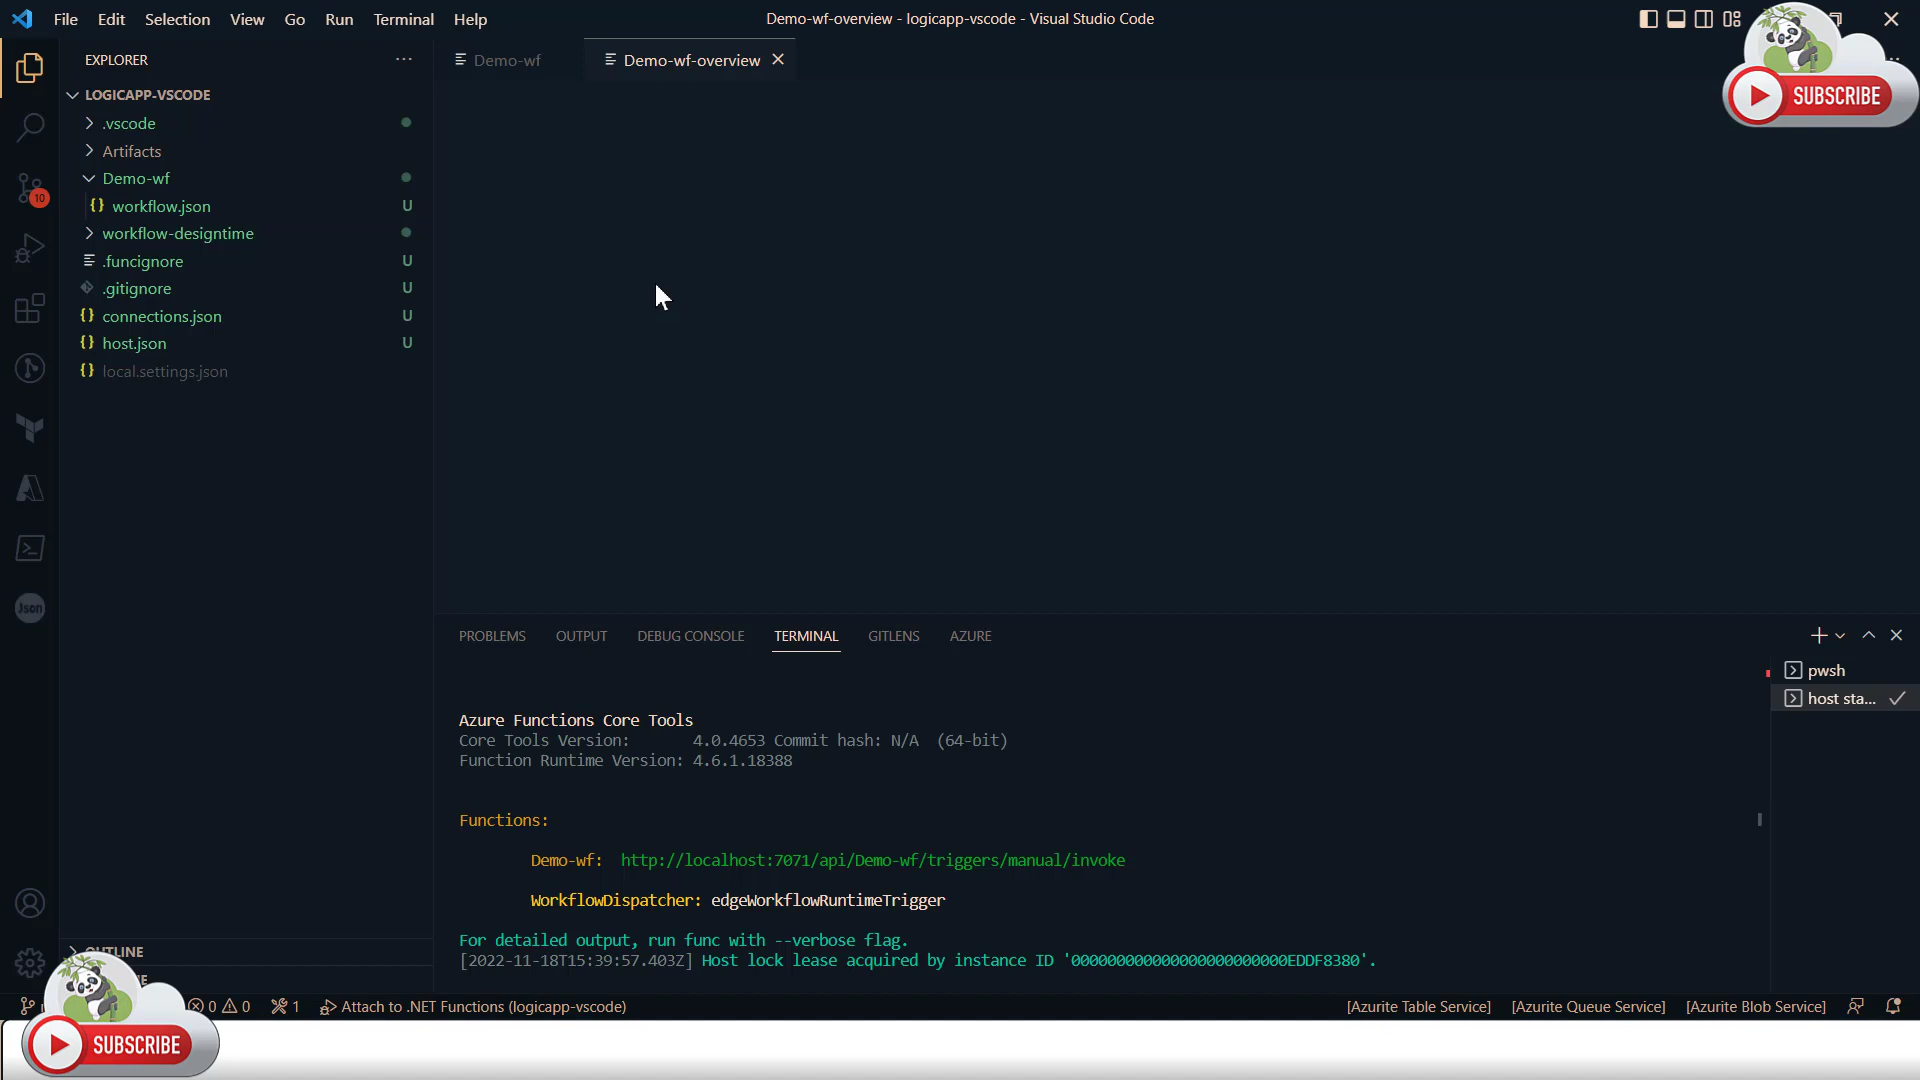 File Edit Selection View Go Run Terminal Help
Demo-wf-overview - logicapp-vscode - Visual Studio Code
SUBSCRIBE
EXPLORER
Demo-wf
Demo-wf-overview
LOGICAPP-VSCODE
.vscode
Artifacts
Demo-wf
workflow.json U
workflow-designtime
.funcignore U
.gitignore U
connections.json U
host.json U
local.settings.json
10
Json
PROBLEMS OUTPUT DEBUG CONSOLE TERMINAL GITLENS AZURE
pwsh
host sta...
Azure Functions Core Tools
Core Tools Version: 4.0.4653 Commit hash: N/A (64-bit)
Function Runtime Version: 4.6.1.18388
Functions:
Demo-wf: http://localhost:7071/api/Demo-wf/triggers/manual/invoke
WorkflowDispatcher: edgeWorkflowRuntimeTrigger
For detailed output, run func with --verbose flag.
[2022-11-18T15:39:57.403Z] Host lock lease acquired by instance ID '000000000000000000000000EDDF8380'.
OUTLINE
0 0 1 Attach to .NET Functions (logicapp-vscode)
[Azurite Table Service] [Azurite Queue Service] [Azurite Blob Service]
SUBSCRIBE